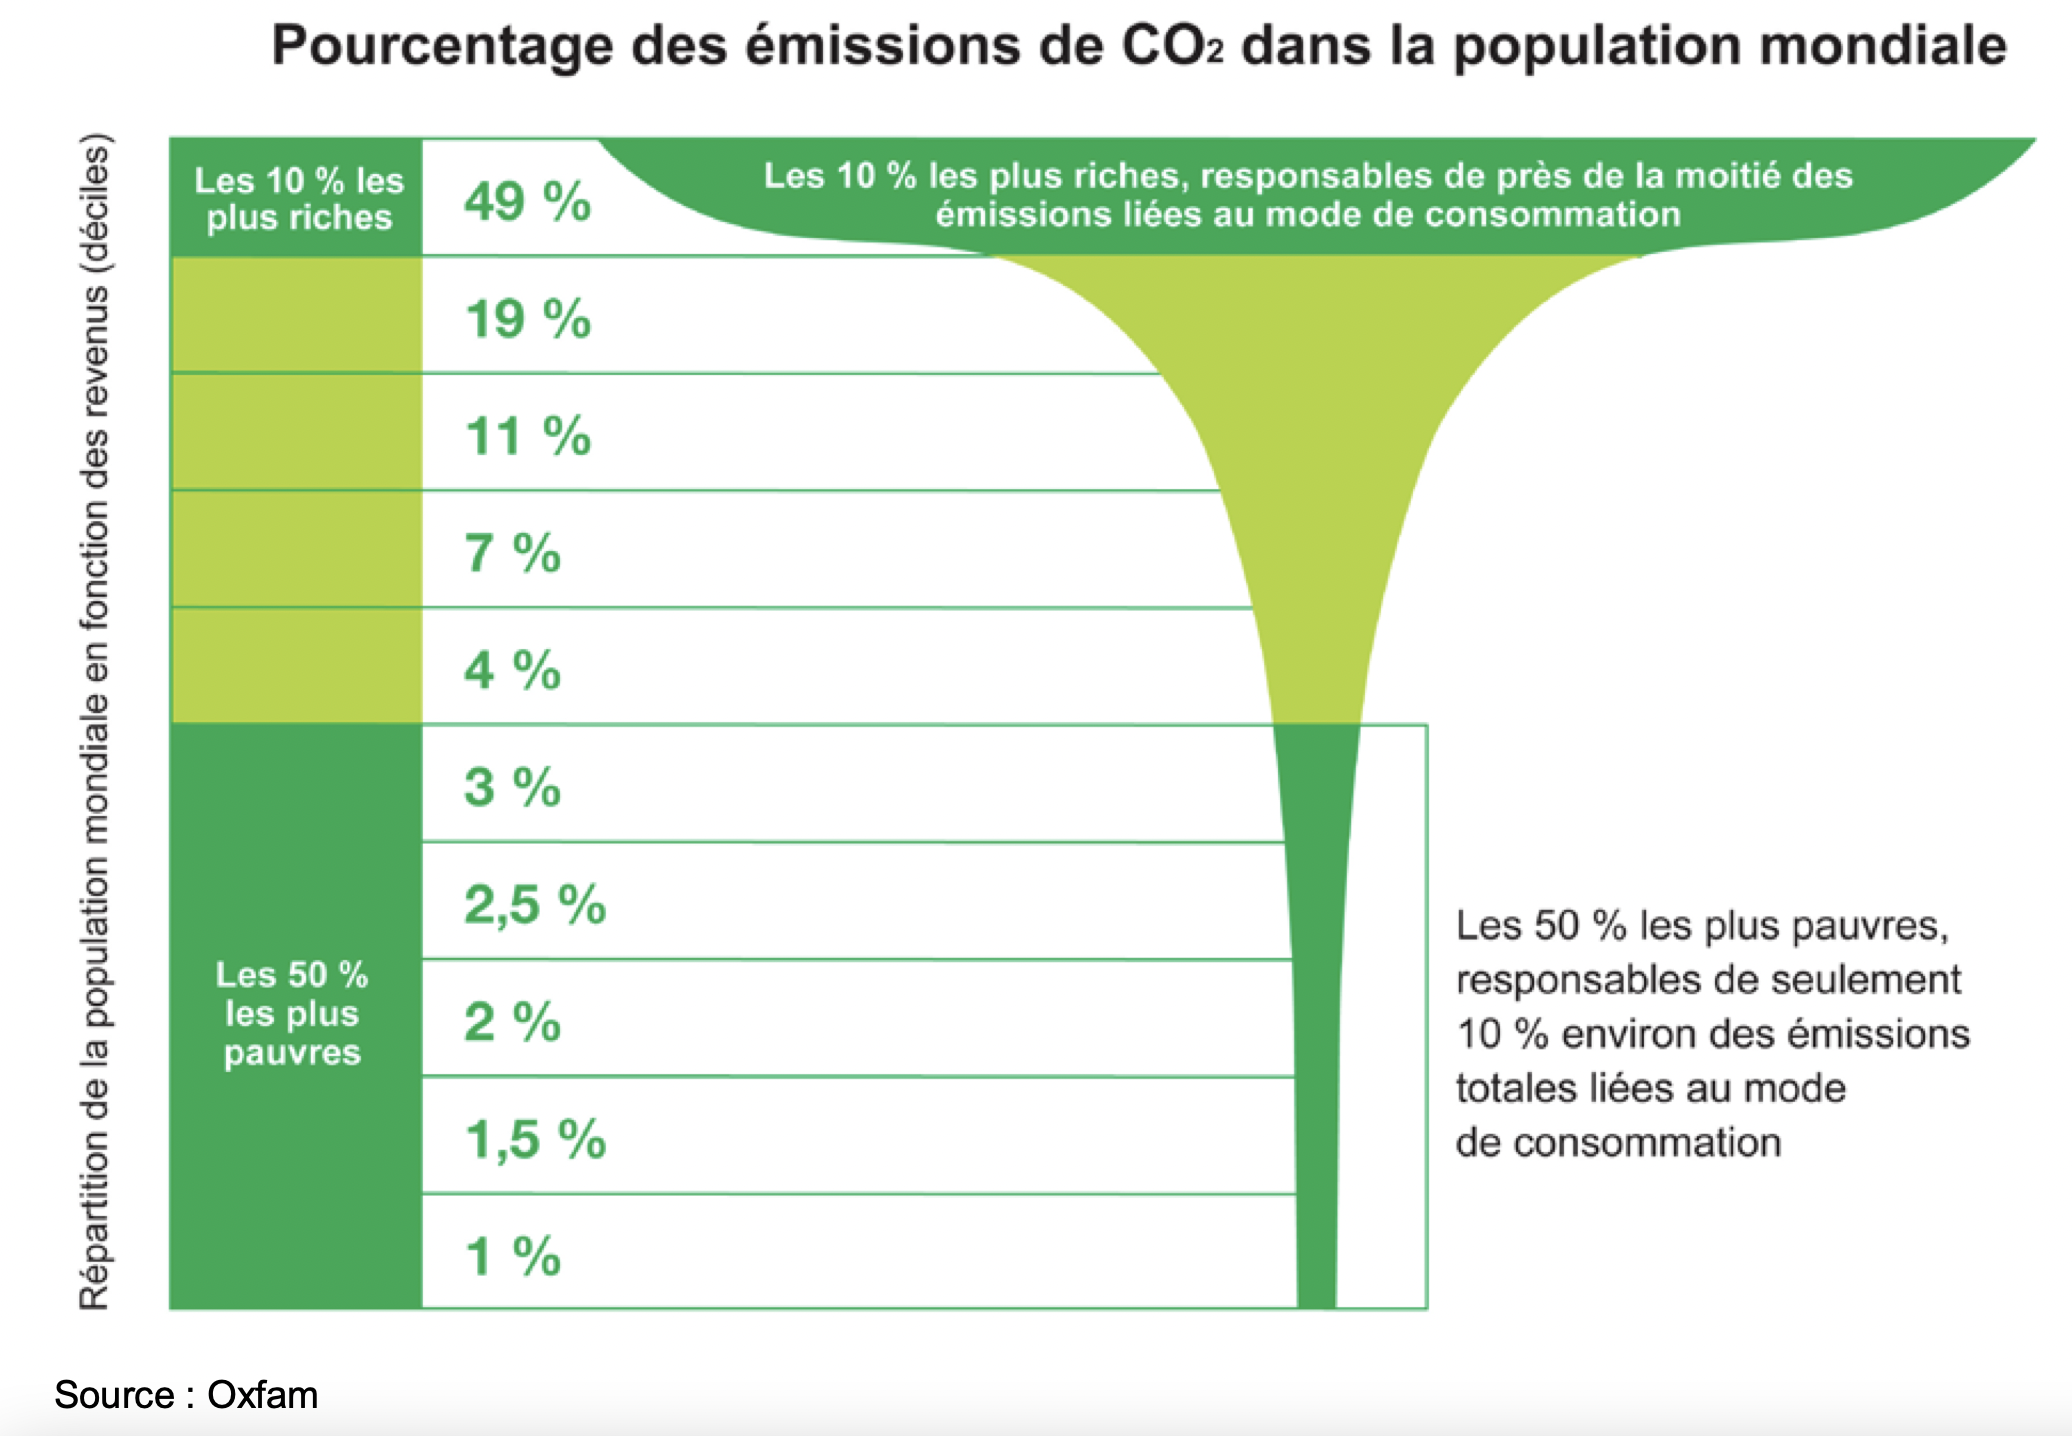 Pourcentage des émissions de CO₂ dans la population mondiale
Répartition de la population mondiale en fonction des revenus (déciles)
Les 10 % les
plus riches
49 %
Les 10 % les plus riches, responsables de près de la moitié des
émissions liées au mode de consommation
19 %
11 %
7 %
4 %
Les 50 %
les plus
pauvres
3 %
2,5 %
2 %
1,5 %
1 %
Les 50 % les plus pauvres,
responsables de seulement
10 % environ des émissions
totales liées au mode
de consommation
Source : Oxfam